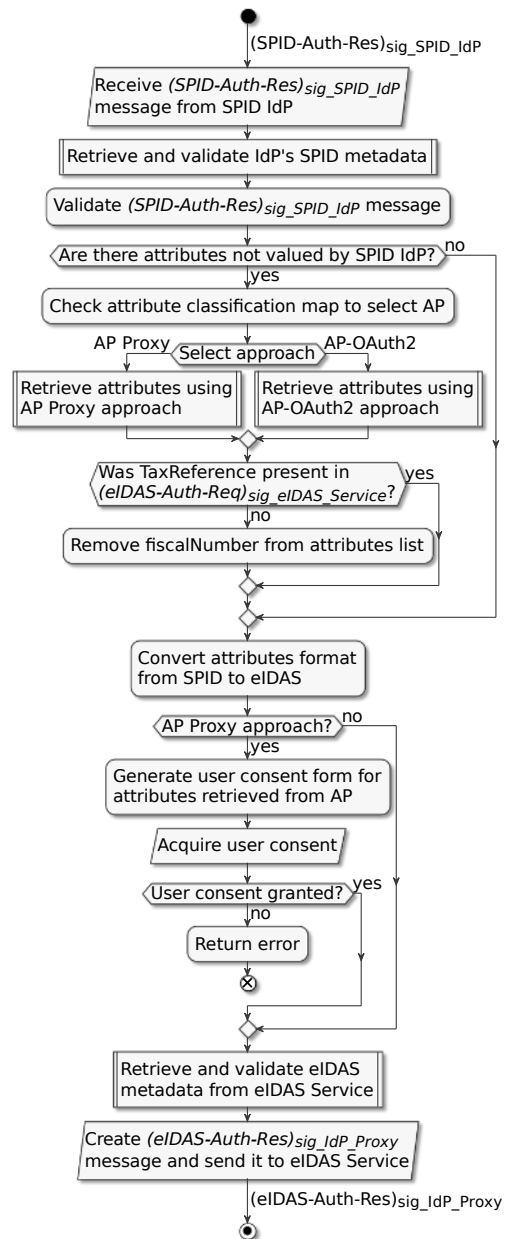 (SPID-Auth-Res)sig_SPID_IdP
Receive (SPID-Auth-Res)sig_SPID_IdP
message from SPID IdP
Retrieve and validate IdP's SPID metadata
Validate (SPID-Auth-Res)sig_SPID_IdP message
Are there attributes not valued by SPID IdP?
no
yes
Check attribute classification map to select AP
AP Proxy
Select approach
AP-OAuth2
Retrieve attributes using
AP Proxy approach
Retrieve attributes using
AP-OAuth2 approach
Was TaxReference present in
(eIDAS-Auth-Req)sig_eIDAS_Service?
yes
no
Remove fiscalNumber from attributes list
Convert attributes format
from SPID to eIDAS
AP Proxy approach?
no
yes
Generate user consent form for
attributes retrieved from AP
Acquire user consent
User consent granted?
yes
no
Return error
Retrieve and validate eIDAS
metadata from eIDAS Service
Create (eIDAS-Auth-Res)sig_IdP_Proxy
message and send it to eIDAS Service
(eIDAS-Auth-Res)sig_IdP_Proxy